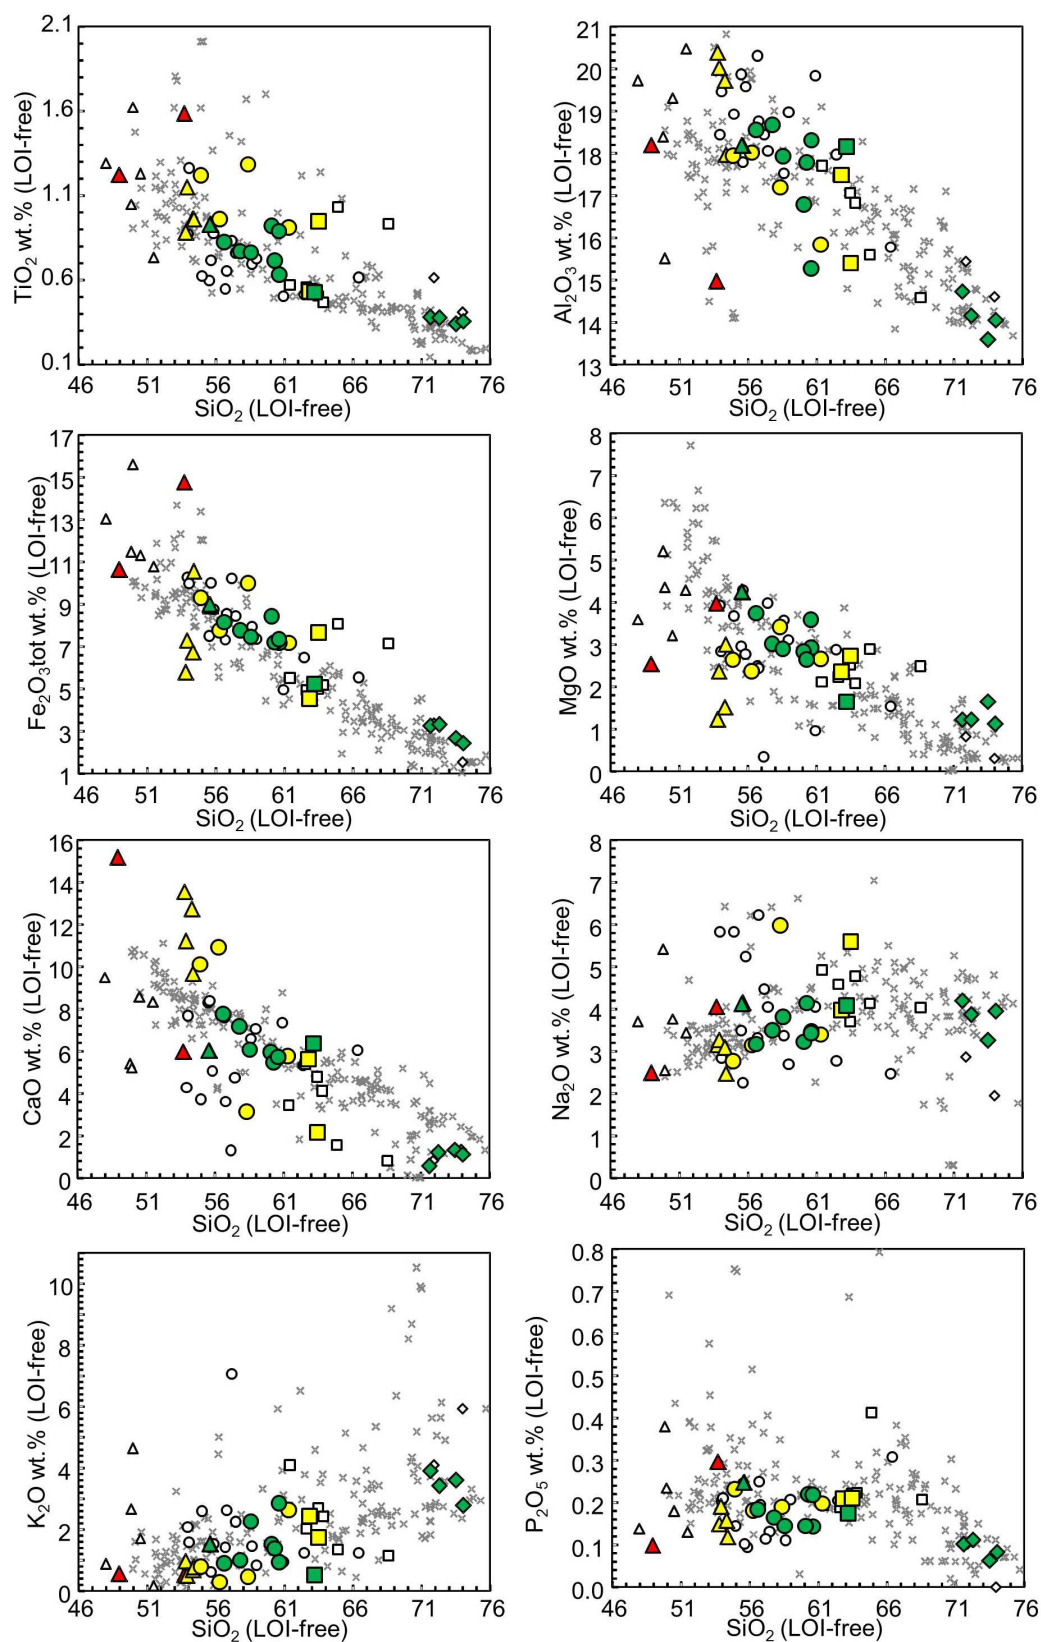 TiO2 wt.% (LOI-free)
2.1
1.6
1.1
0.6
0.1
46 51 56 61 66 71 76
SiO2 (LOI-free)
Al2O3 wt.% (LOI-free)
21
20
19
18
17
16
15
14
13
46 51 56 61 66 71 76
SiO2 (LOI-free)
Fe2O3tot wt.% (LOI-free)
17
15
13
11
9
7
5
3
1
46 51 56 61 66 71 76
SiO2 (LOI-free)
MgO wt.% (LOI-free)
8
7
6
5
4
3
2
1
0
46 51 56 61 66 71 76
SiO2 (LOI-free)
CaO wt.% (LOI-free)
16
14
12
10
8
6
4
2
0
46 51 56 61 66 71 76
SiO2 (LOI-free)
Na2O wt.% (LOI-free)
8
7
6
5
4
3
2
1
0
46 51 56 61 66 71 76
SiO2 (LOI-free)
K2O wt.% (LOI-free)
10
8
6
4
2
0
46 51 56 61 66 71 76
SiO2 (LOI-free)
P2O5 wt.% (LOI-free)
0.8
0.7
0.6
0.5
0.4
0.3
0.2
0.1
0.0
46 51 56 61 66 71 76
SiO2 (LOI-free)